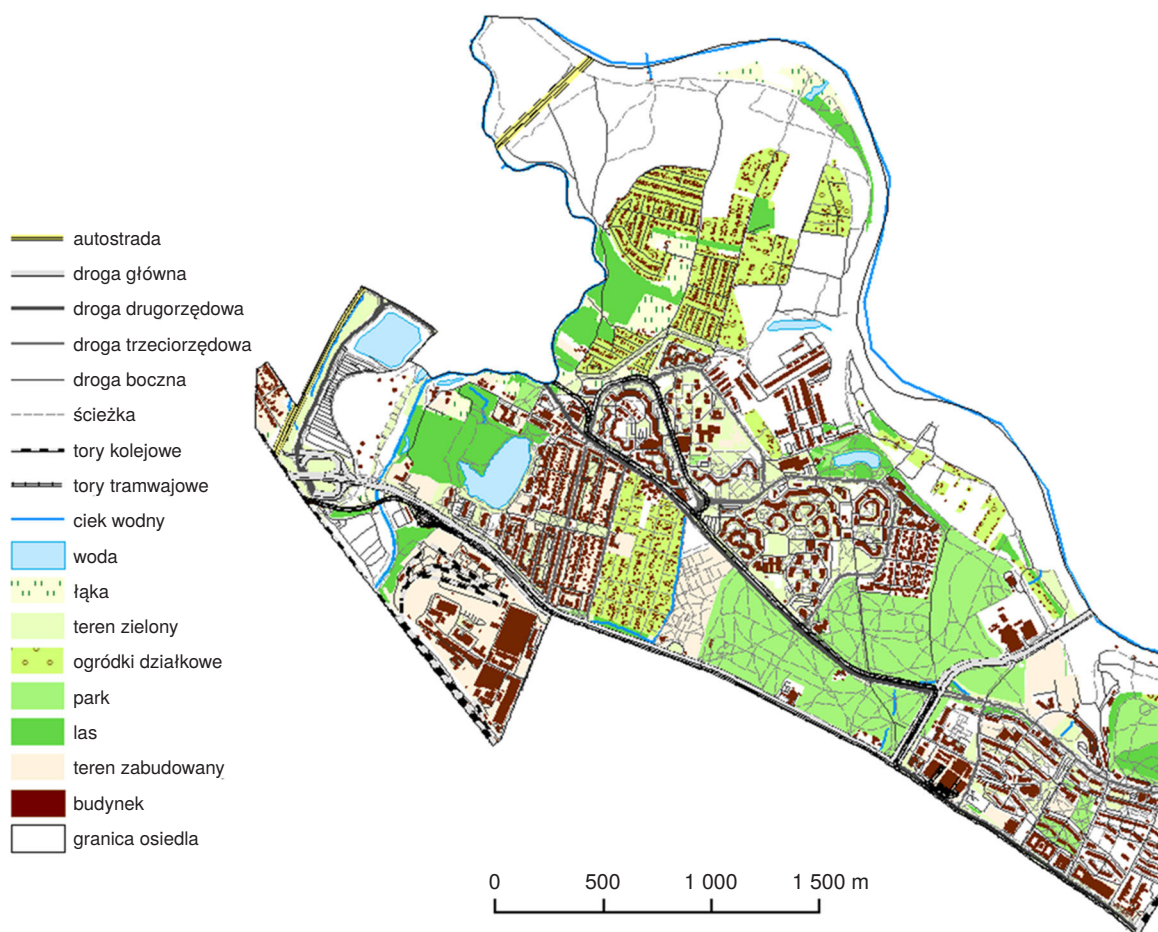 autostrada
droga główna
droga drugorzędowa
droga trzeciorzędowa
droga boczna
ścieżka
tory kolejowe
tory tramwajowe
ciek wodny
woda
łąka
teren zielony
ogródki działkowe
park
las
teren zabudowany
budynek
granica osiedla
0 500 1 000 1 500 m